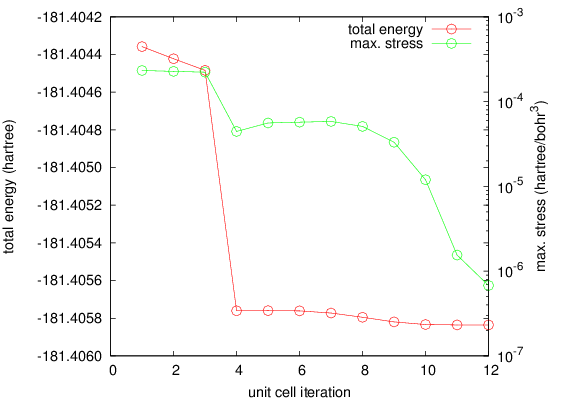 total energy
max. stress
-181.4042
-181.4044
-181.4046
-181.4048
-181.4050
-181.4052
-181.4054
-181.4056
-181.4058
-181.4060
total energy (hartree)
10^-3
10^-4
10^-5
10^-6
10^-7
max. stress (hartree/bohr^3)
0 2 4 6 8 10 12
unit cell iteration